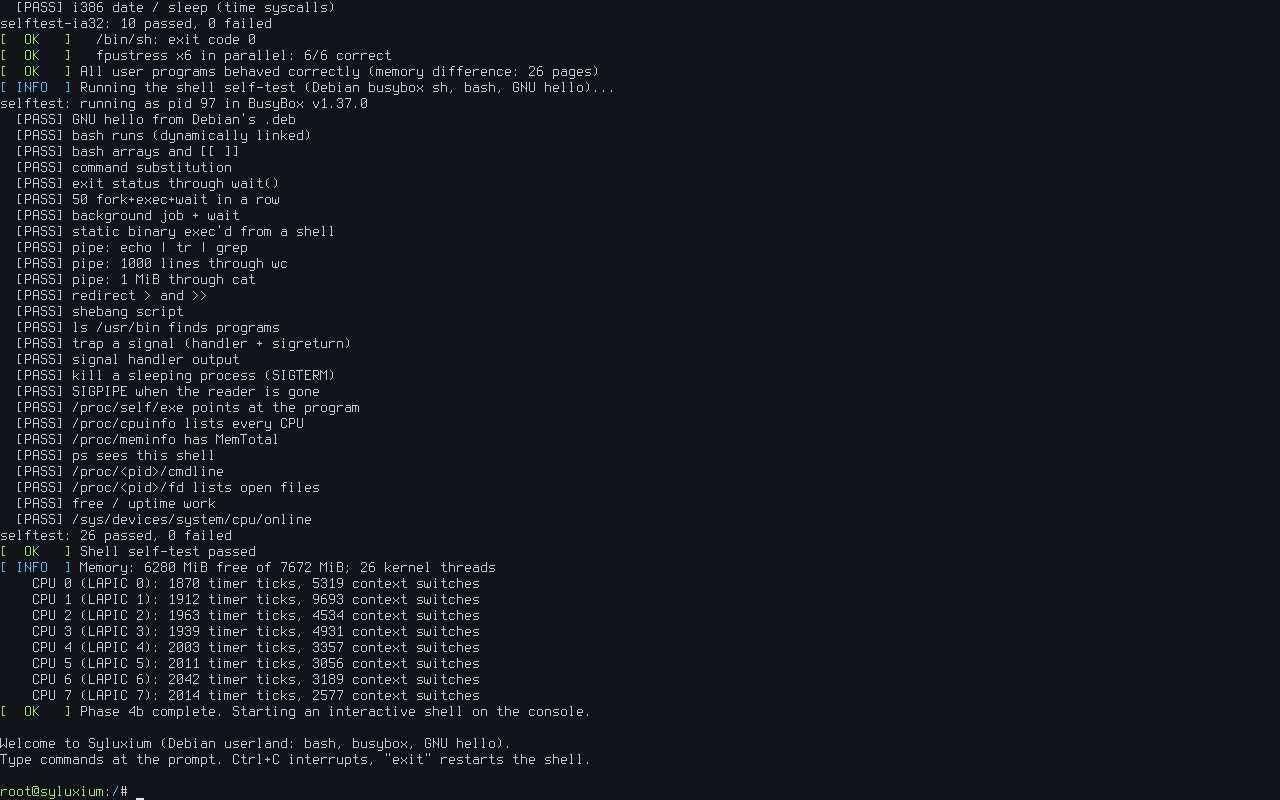 [PASS] i386 date / sleep (time syscalls)
selftest-ia32: 10 passed, 0 failed
[  OK   ]   /bin/sh: exit code 0
[  OK   ]   fpustress x6 in parallel: 6/6 correct
[  OK   ] All user programs behaved correctly (memory difference: 26 pages)
[ INFO  ] Running the shell self-test (Debian busybox sh, bash, GNU hello)...
selftest: running as pid 97 in BusyBox v1.37.0
  [PASS] GNU hello from Debian's .deb
  [PASS] bash runs (dynamically linked)
  [PASS] bash arrays and [[ ]]
  [PASS] command substitution
  [PASS] exit status through wait()
  [PASS] 50 fork+exec+wait in a row
  [PASS] background job + wait
  [PASS] static binary exec'd from a shell
  [PASS] pipe: echo | tr | grep
  [PASS] pipe: 1000 lines through wc
  [PASS] pipe: 1 MiB through cat
  [PASS] redirect > and >>
  [PASS] shebang script
  [PASS] ls /usr/bin finds programs
  [PASS] trap a signal (handler + sigreturn)
  [PASS] signal handler output
  [PASS] kill a sleeping process (SIGTERM)
  [PASS] SIGPIPE when the reader is gone
  [PASS] /proc/self/exe points at the program
  [PASS] /proc/cpuinfo lists every CPU
  [PASS] /proc/meminfo has MemTotal
  [PASS] ps sees this shell
  [PASS] /proc/<pid>/cmdline
  [PASS] /proc/<pid>/fd lists open files
  [PASS] free / uptime work
  [PASS] /sys/devices/system/cpu/online
selftest: 26 passed, 0 failed
[  OK   ] Shell self-test passed
[ INFO  ] Memory: 6280 MiB free of 7672 MiB; 26 kernel threads
    CPU 0 (LAPIC 0): 1870 timer ticks, 5319 context switches
    CPU 1 (LAPIC 1): 1912 timer ticks, 9693 context switches
    CPU 2 (LAPIC 2): 1963 timer ticks, 4534 context switches
    CPU 3 (LAPIC 3): 1939 timer ticks, 4931 context switches
    CPU 4 (LAPIC 4): 2003 timer ticks, 3357 context switches
    CPU 5 (LAPIC 5): 2011 timer ticks, 3056 context switches
    CPU 6 (LAPIC 6): 2042 timer ticks, 3189 context switches
    CPU 7 (LAPIC 7): 2014 timer ticks, 2577 context switches
[  OK   ] Phase 4b complete. Starting an interactive shell on the console.

Welcome to Syluxium (Debian userland: bash, busybox, GNU hello).
Type commands at the prompt. Ctrl+C interrupts, "exit" restarts the shell.

root@syluxium:/# _